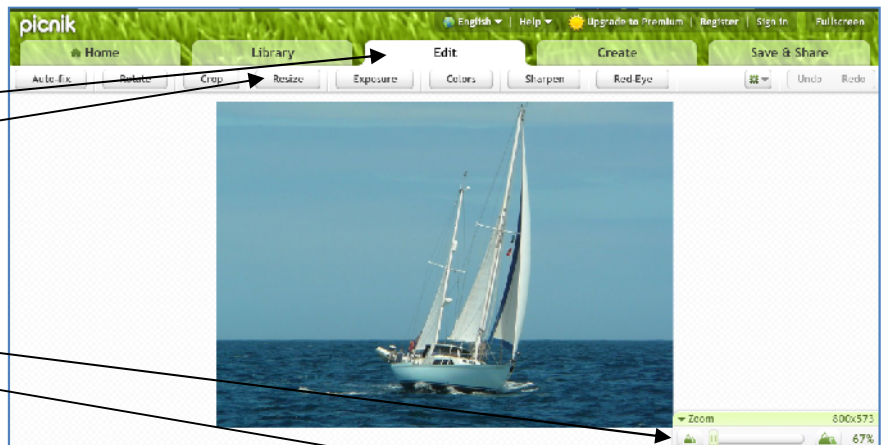 picnik
English Help Upgrade to Premium | Register | Sign in Fullscreen
Home Library Edit Create Save & Share
Auto-fix Rotate Crop Resize Exposure Colors Sharpen Red-Eye Undo Redo
Zoom 800x573
67%